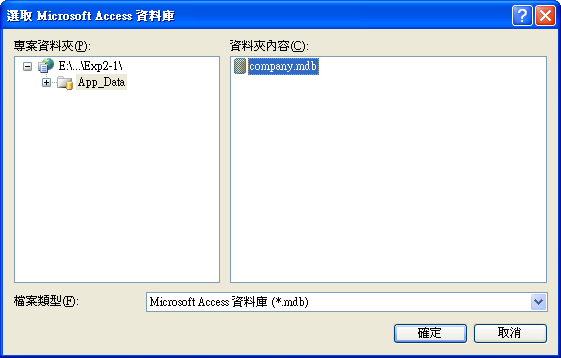 選取 Microsoft Access 資料庫
專案資料夾(P):
資料夾內容(C):
E:\...\Exp2-1\
App_Data
company.mdb
檔案類型(F):
Microsoft Access 資料庫 (*.mdb)
確定
取消